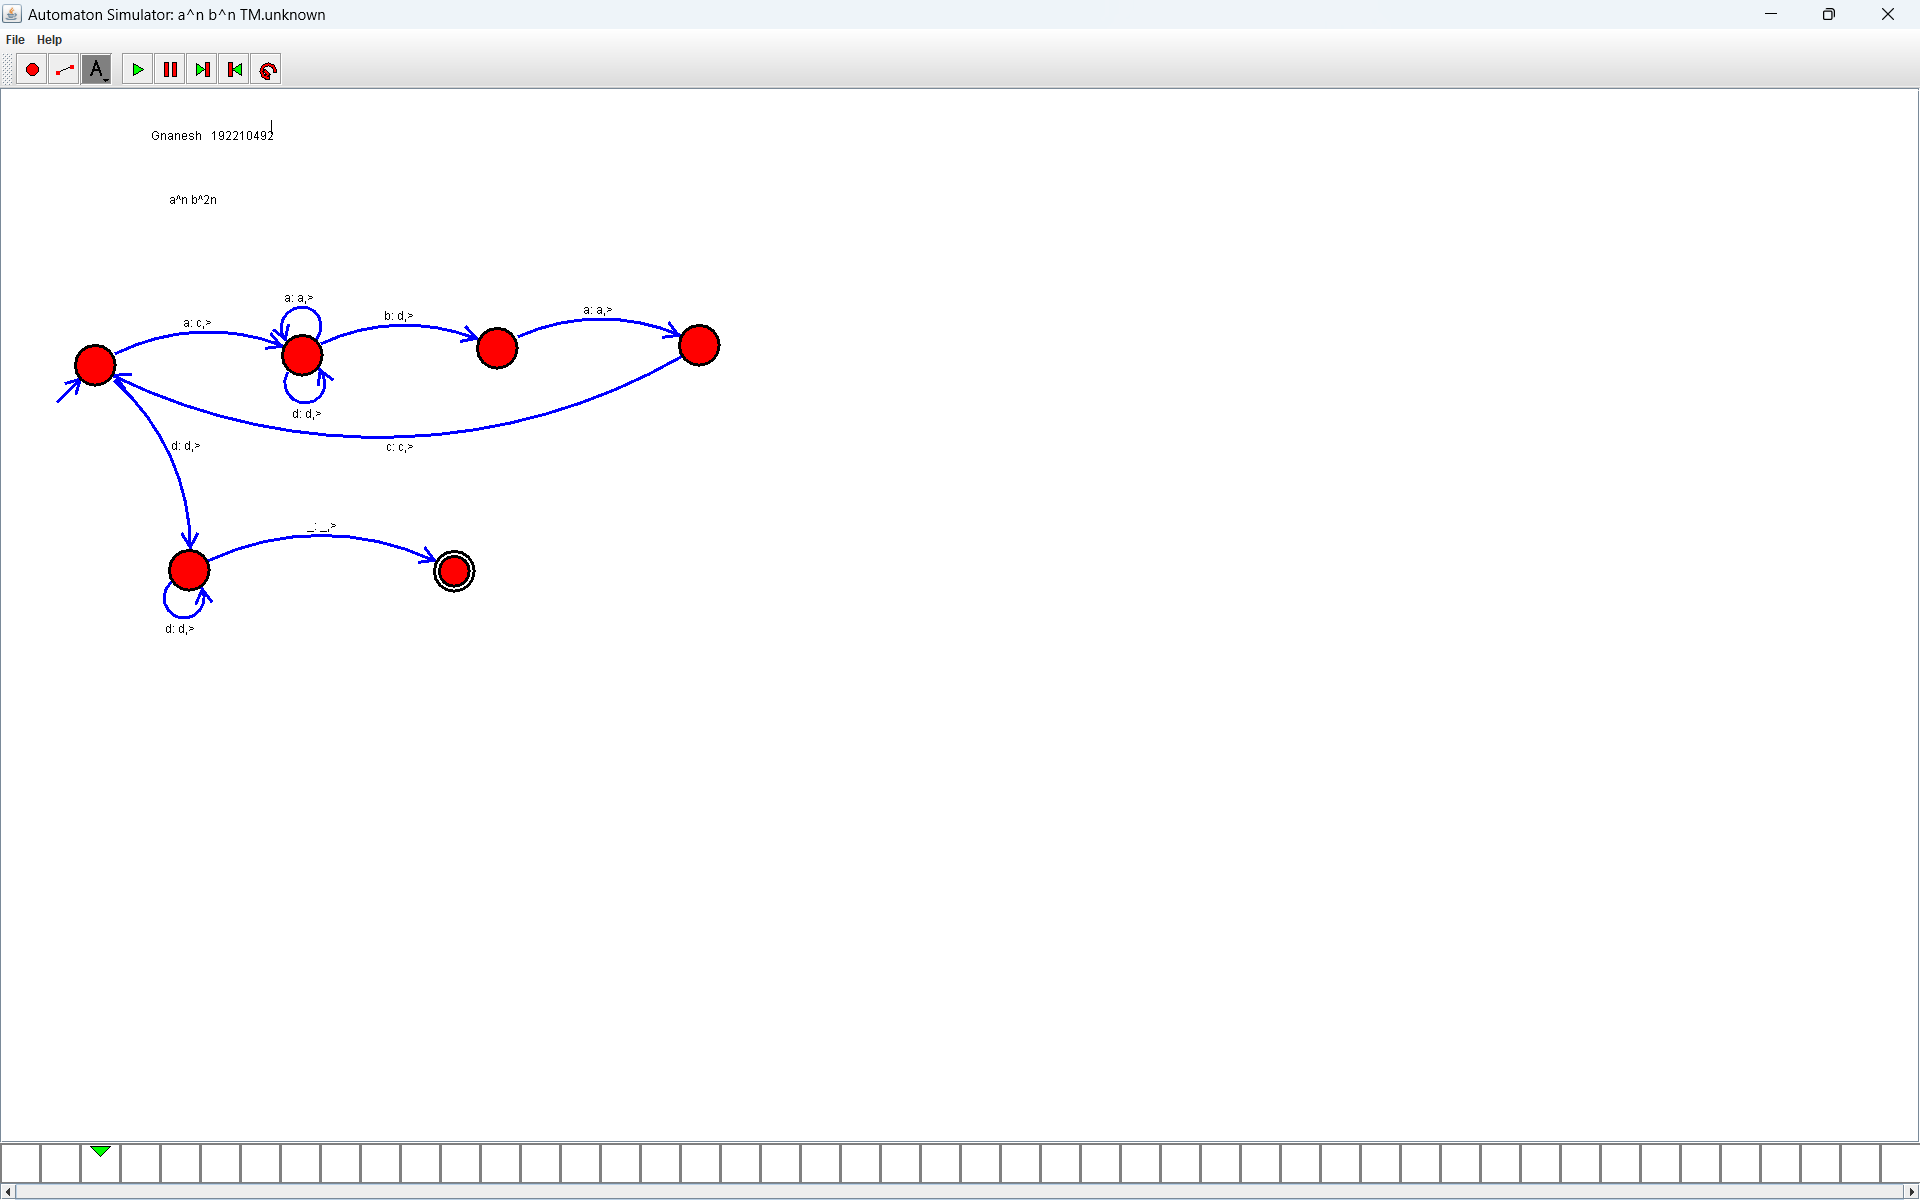 Automaton Simulator: a^n b^n TM.unknown
File Help
A
Gnanesh 192210492
a^n b^2n
a: a,>
a: c,>
b: d,>
a: a,>
d: d,>
d: d,>
c: c,>
_: _,>
d: d,>